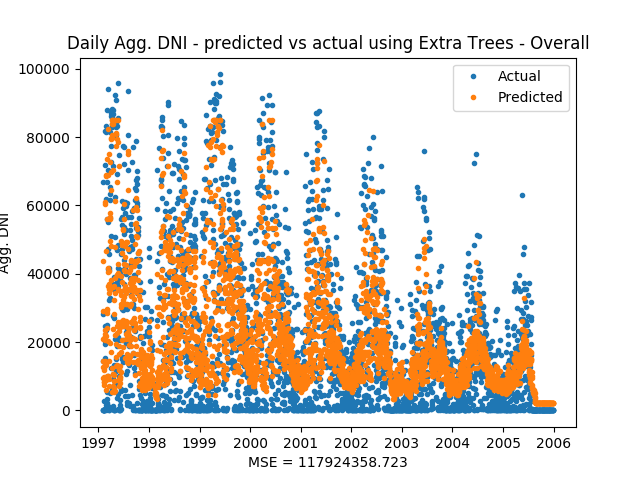 Daily Agg. DNI - predicted vs actual using Extra Trees - Overall
Actual
Predicted
100000
80000
60000
40000
20000
0
Agg. DNI
1997 1998 1999 2000 2001 2002 2003 2004 2005 2006
MSE = 117924358.723